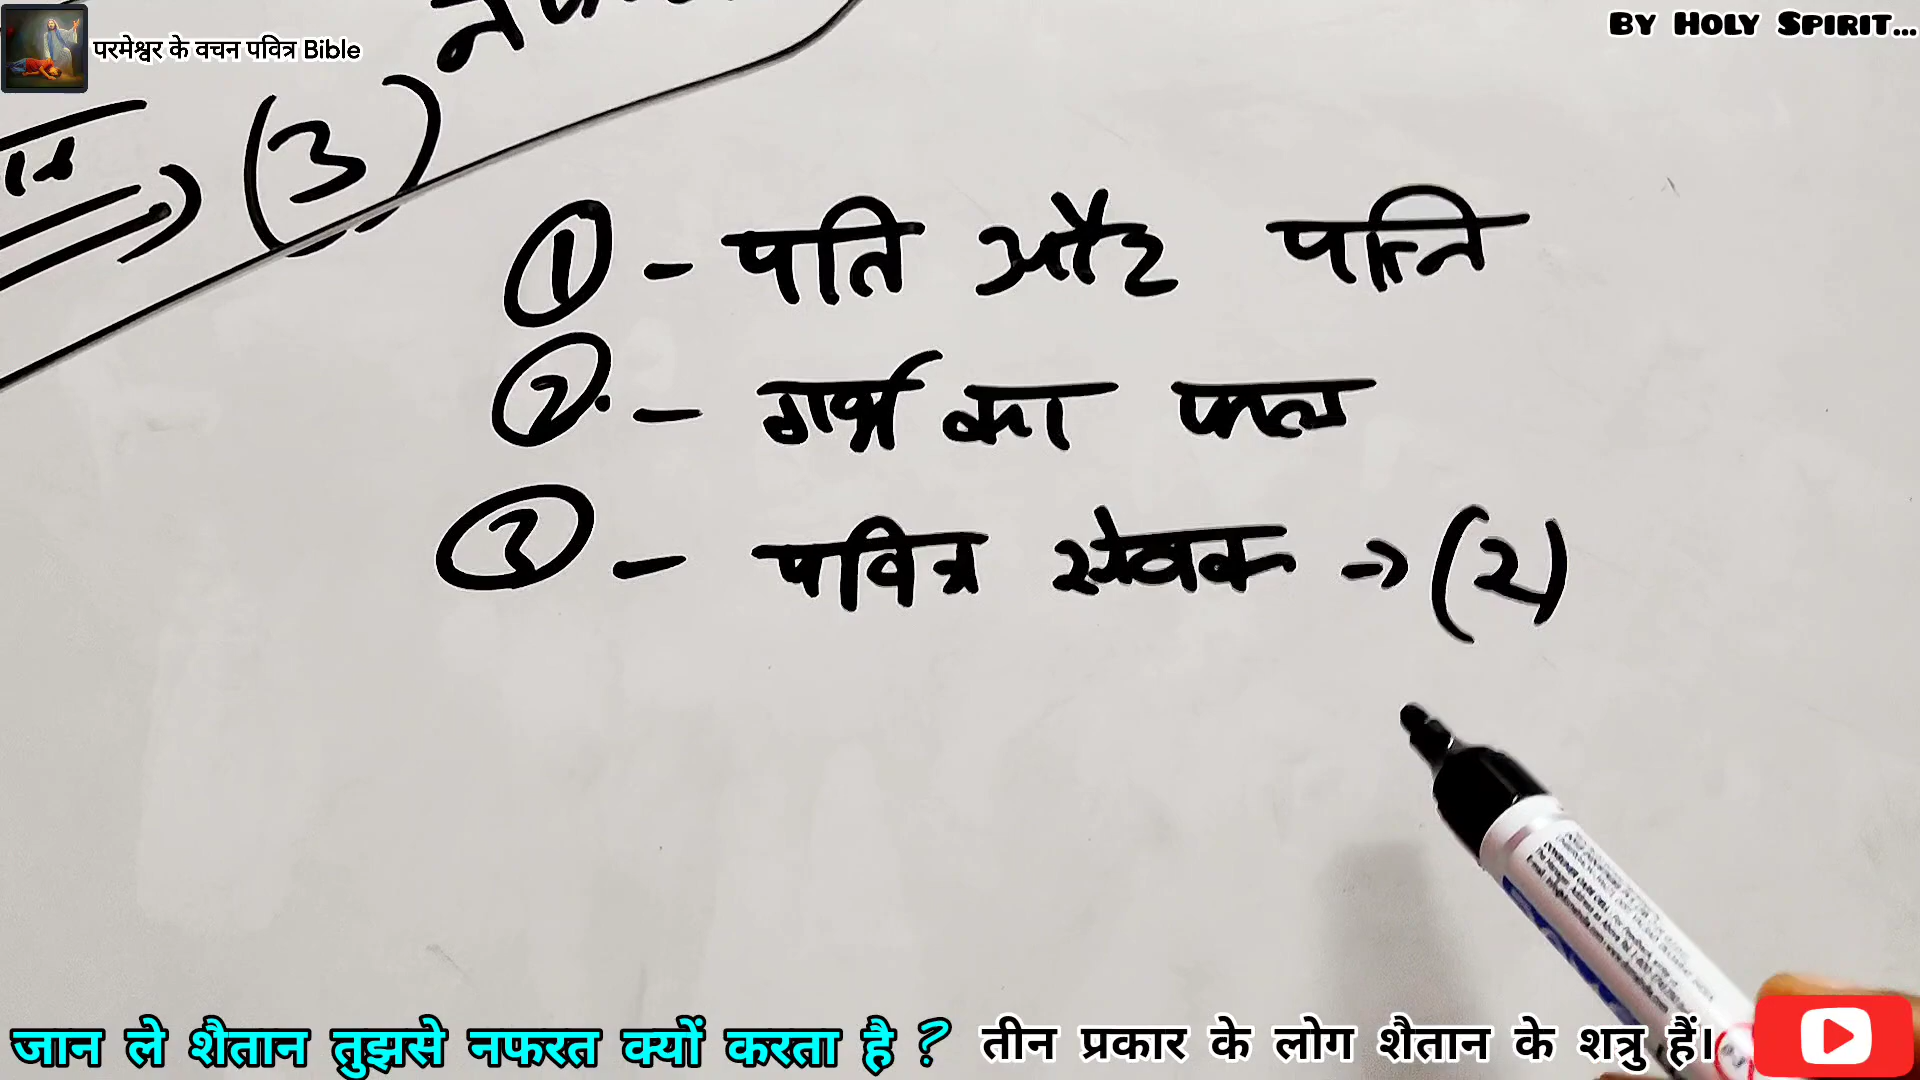 परमेश्वर के वचन पवित्र Bible
By Holy Spirit...
(3)
① - पति और पत्नि
② - गर्भ का फल
③ - पवित्र सेवक → (2)
जान ले शैतान तुझसे नफरत क्यों करता है ? तीन प्रकार के लोग शैतान के शत्रु हैं।